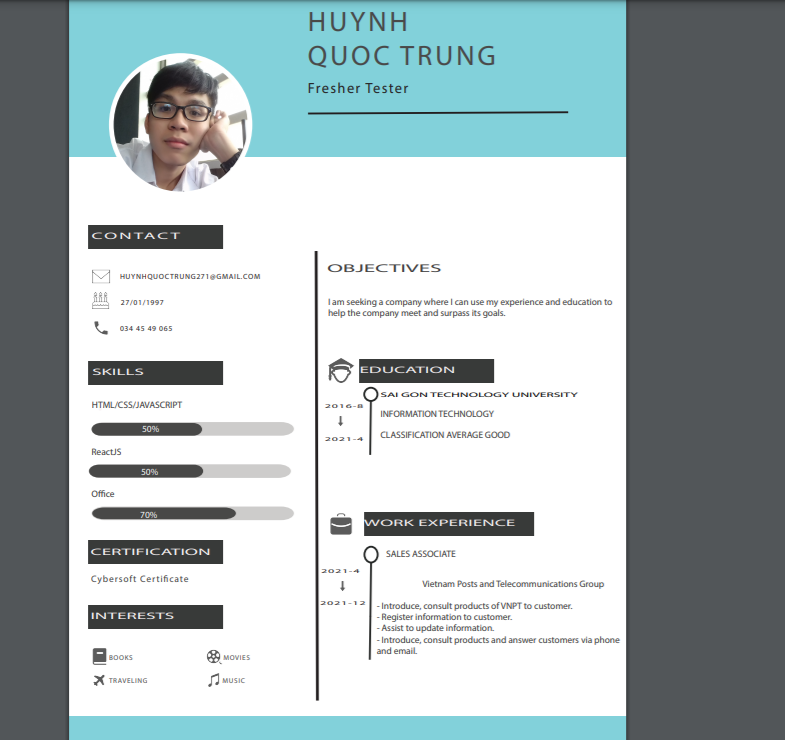 HUYNH
QUOC TRUNG
Fresher Tester
CONTACT
HUYNHQUOCTRUNG271@GMAIL.COM
27/01/1997
034 45 49 065
SKILLS
HTML/CSS/JAVASCRIPT
50%
ReactJS
50%
Office
70%
CERTIFICATION
Cybersoft Certificate
INTERESTS
BOOKS
MOVIES
TRAVELING
MUSIC
OBJECTIVES
I am seeking a company where I can use my experience and education to
help the company meet and surpass its goals.
EDUCATION
2016-8
2021-4
SAI GON TECHNOLOGY UNIVERSITY
INFORMATION TECHNOLOGY
CLASSIFICATION AVERAGE GOOD
WORK EXPERIENCE
2021-4
2021-12
SALES ASSOCIATE
Vietnam Posts and Telecommunications Group
- Introduce, consult products of VNPT to customer.
- Register information to customer.
- Assist to update information.
- Introduce, consult products and answer customers via phone
and email.